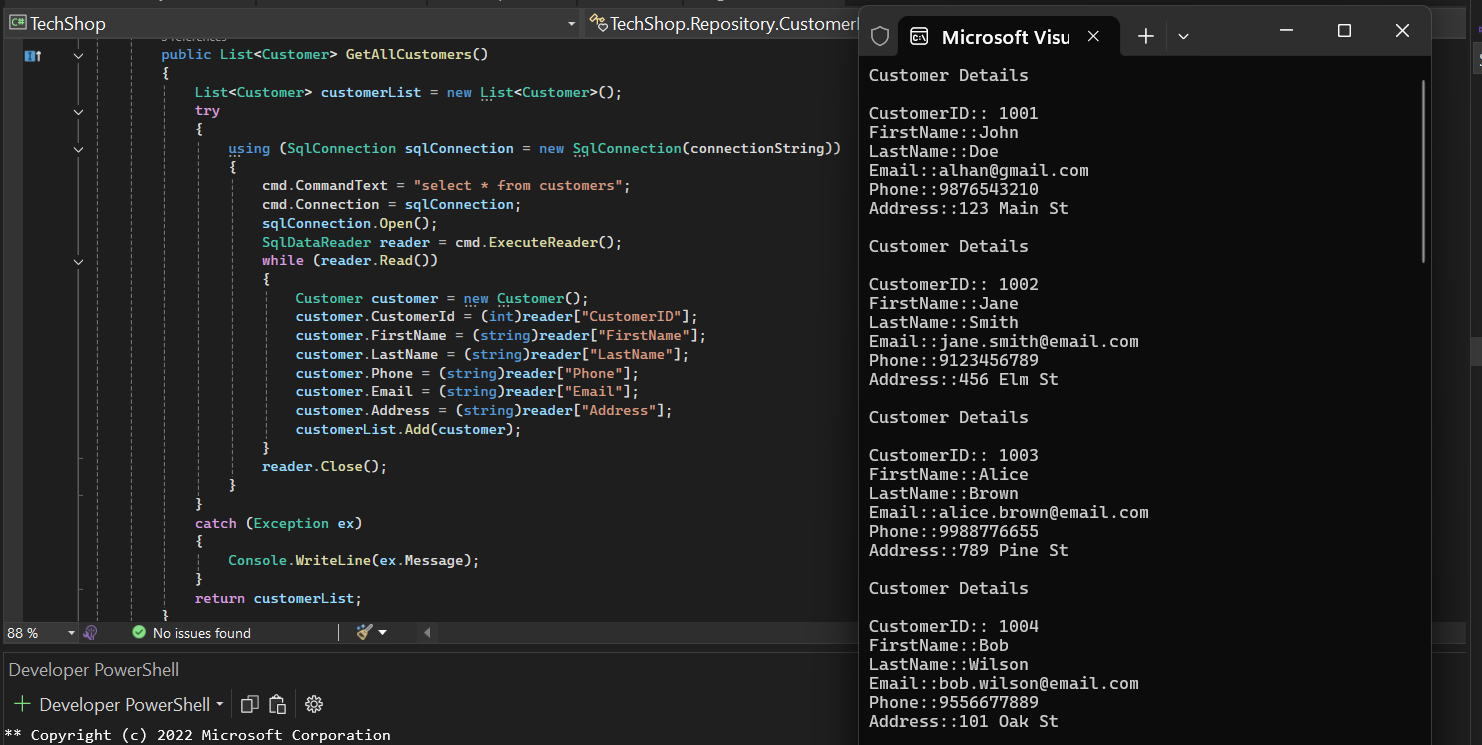 TechShop
TechShop.Repository.Customer
public List<Customer> GetAllCustomers()
{
List<Customer> customerList = new List<Customer>();
try
{
using (SqlConnection sqlConnection = new SqlConnection(connectionString))
{
cmd.CommandText = "select * from customers";
cmd.Connection = sqlConnection;
sqlConnection.Open();
SqlDataReader reader = cmd.ExecuteReader();
while (reader.Read())
{
Customer customer = new Customer();
customer.CustomerId = (int)reader["CustomerID"];
customer.FirstName = (string)reader["FirstName"];
customer.LastName = (string)reader["LastName"];
customer.Phone = (string)reader["Phone"];
customer.Email = (string)reader["Email"];
customer.Address = (string)reader["Address"];
customerList.Add(customer);
}
reader.Close();
}
}
catch (Exception ex)
{
Console.WriteLine(ex.Message);
}
return customerList;
}
88 %
No issues found
Developer PowerShell
Developer PowerShell
** Copyright (c) 2022 Microsoft Corporation
Microsoft Visu
Customer Details
CustomerID:: 1001
FirstName::John
LastName::Doe
Email::alhan@gmail.com
Phone::9876543210
Address::123 Main St
Customer Details
CustomerID:: 1002
FirstName::Jane
LastName::Smith
Email::jane.smith@email.com
Phone::9123456789
Address::456 Elm St
Customer Details
CustomerID:: 1003
FirstName::Alice
LastName::Brown
Email::alice.brown@email.com
Phone::9988776655
Address::789 Pine St
Customer Details
CustomerID:: 1004
FirstName::Bob
LastName::Wilson
Email::bob.wilson@email.com
Phone::9556677889
Address::101 Oak St